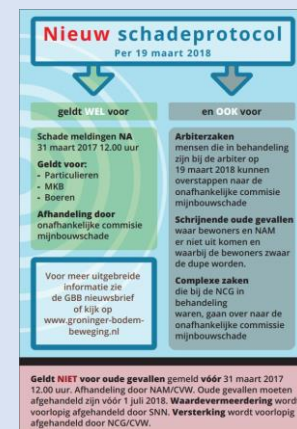 Nieuw schadeprotocol
Per 19 maart 2018
geldt WEL voor
Schade meldingen NA
31 maart 2017 12.00 uur
Geldt voor:
- Particulieren
- MKB
- Boeren
Afhandeling door
onafhankelijke commisie
mijnbouwschade
Voor meer uitgebreide
informatie zie
de GBB nieuwsbrief
of kijk op
www.groninger-bodem-
beweging.nl
en OOK voor
Arbiterzaken
mensen die in behandeling
zijn bij de arbiter op
19 maart 2018 kunnen
overstappen naar de
onafhankelijke commissie
mijnbouwschade
Schrijnende oude gevallen
waar bewoners en NAM
er niet uit komen en
waarbij de bewoners zwaar
de dupe worden.
Complexe zaken
die bij de NCG in
behandeling
waren, gaan over naar de
onafhankelijke commissie
mijnbouwschade
Geldt NIET voor oude gevallen gemeld vóór 31 maart 2017
12.00 uur. Afhandeling door NAM/CVW. Oude gevallen moeten
afgehandeld zijn vóór 1 juli 2018. Waardevermeerdering wordt
voorlopig afgehandeld door SNN. Versterking wordt voorlopig
afgehandeld door NCG/CVW.